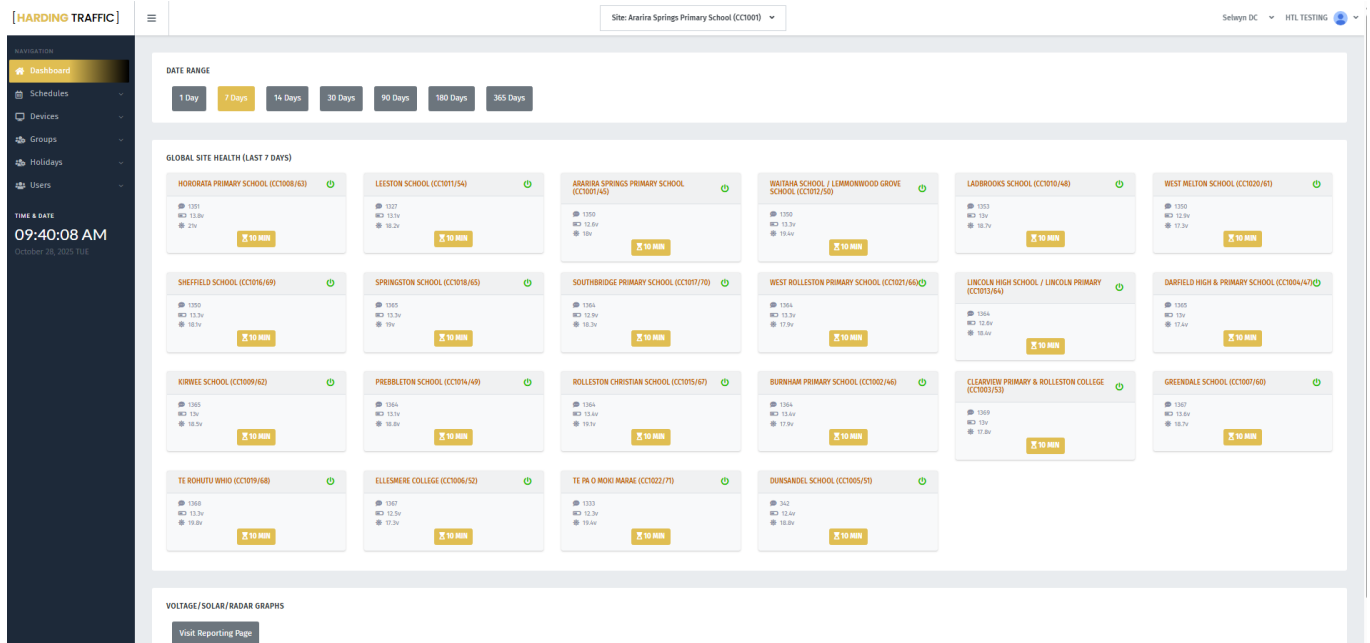 [HARDING TRAFFIC]
Site: Ararira Springs Primary School (CC1001)
Selwyn DC
HTL TESTING
NAVIGATION
Dashboard
Schedules
Devices
Groups
Holidays
Users
TIME & DATE
09:40:08 AM
October 28, 2025 TUE
DATE RANGE
1 Day
7 Days
14 Days
30 Days
90 Days
180 Days
365 Days
GLOBAL SITE HEALTH (LAST 7 DAYS)
HORORATA PRIMARY SCHOOL (CC1008/63)
1351
13.8v
21v
10 MIN
LEESTON SCHOOL (CC1011/54)
1327
13.1v
18.2v
10 MIN
ARARIRA SPRINGS PRIMARY SCHOOL
(CC1001/45)
1350
12.6v
18v
10 MIN
WAITAHA SCHOOL / LEMMONWOOD GROVE
SCHOOL (CC1012/50)
1350
13.3v
19.4v
10 MIN
LADBROOKS SCHOOL (CC1010/48)
1353
13v
18.7v
10 MIN
WEST MELTON SCHOOL (CC1020/61)
1350
12.9v
17.3v
10 MIN
SHEFFIELD SCHOOL (CC1016/69)
1350
13.3v
18.1v
10 MIN
SPRINGSTON SCHOOL (CC1018/65)
1365
13.3v
19v
10 MIN
SOUTHBRIDGE PRIMARY SCHOOL (CC1017/70)
1364
12.9v
18.3v
10 MIN
WEST ROLLESTON PRIMARY SCHOOL (CC1021/66)
1364
13.3v
17.9v
10 MIN
LINCOLN HIGH SCHOOL / LINCOLN PRIMARY
(CC1013/64)
1364
12.6v
18.4v
10 MIN
DARFIELD HIGH & PRIMARY SCHOOL (CC1004/47)
1365
13v
17.4v
10 MIN
KIRWEE SCHOOL (CC1009/62)
1365
13v
18.5v
10 MIN
PREBBLETON SCHOOL (CC1014/49)
1364
13.1v
18.8v
10 MIN
ROLLESTON CHRISTIAN SCHOOL (CC1015/67)
1364
13.4v
19.1v
10 MIN
BURNHAM PRIMARY SCHOOL (CC1002/46)
1364
13.4v
17.9v
10 MIN
CLEARVIEW PRIMARY & ROLLESTON COLLEGE
(CC1003/53)
1369
13v
17.8v
10 MIN
GREENDALE SCHOOL (CC1007/60)
1367
13.6v
18.7v
10 MIN
TE ROHUTU WHIO (CC1019/68)
1368
13.3v
19.8v
10 MIN
ELLESMERE COLLEGE (CC1006/52)
1367
12.5v
17.3v
10 MIN
TE PA O MOKI MARAE (CC1022/71)
1333
12.3v
19.4v
10 MIN
DUNSANDEL SCHOOL (CC1005/51)
342
12.4v
18.8v
10 MIN
VOLTAGE/SOLAR/RADAR GRAPHS
Visit Reporting Page